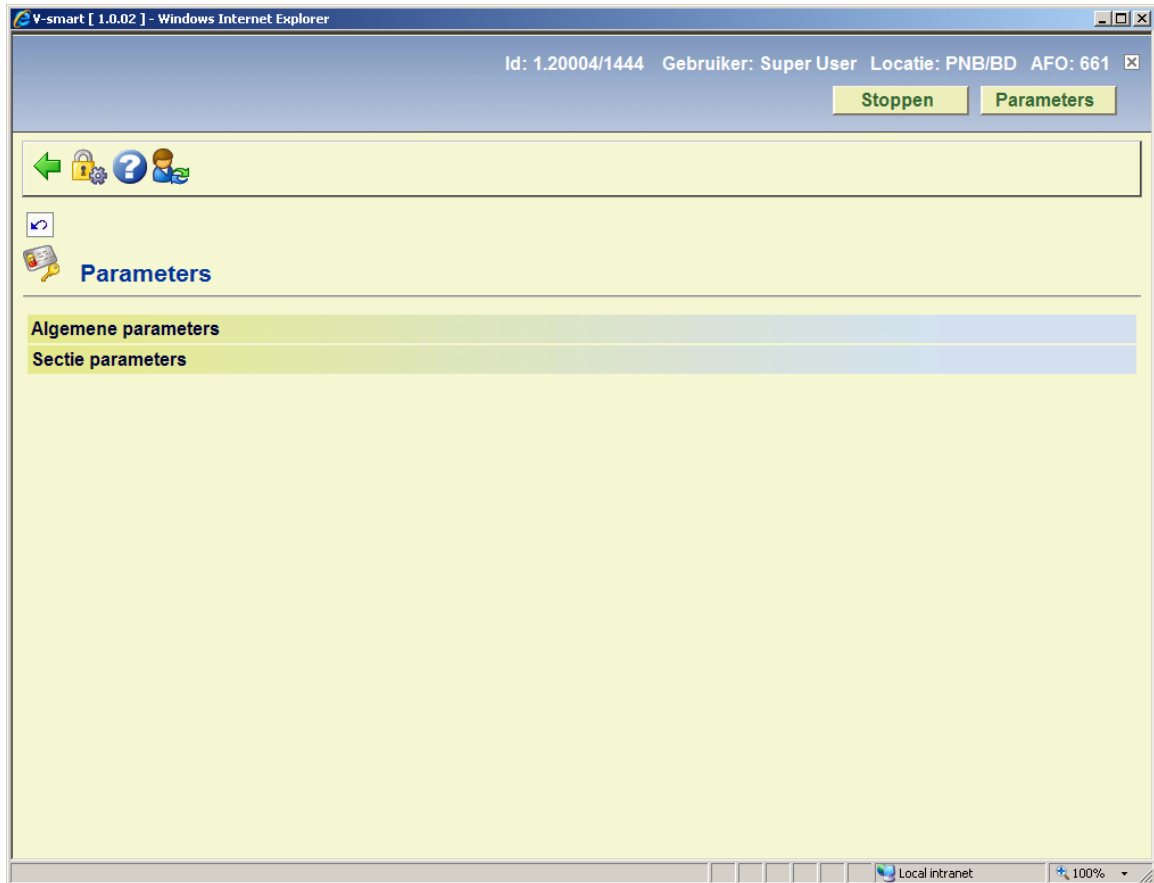 V-smart [ 1.0.02 ] - Windows Internet Explorer
Id: 1.20004/1444 Gebruiker: Super User Locatie: PNB/BD AFO: 661
Stoppen Parameters
Parameters
Algemene parameters
Sectie parameters
Local intranet 100%